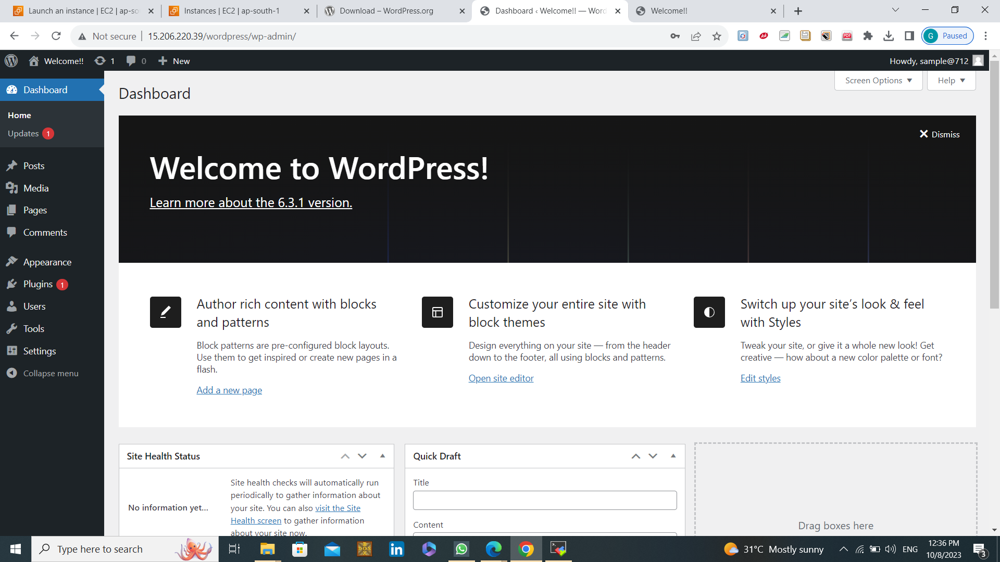 Launch an instance | EC2 | ap-so
Instances | EC2 | ap-south-1
Download – WordPress.org
Dashboard ‹ Welcome!! — Word
Welcome!!
Not secure
15.206.220.39/wordpress/wp-admin/
Ask
PDF
G
Paused
Welcome!!
1
0
New
Howdy, sample@712
Screen Options
Help
Dashboard
Home
Updates 1
Posts
Media
Pages
Comments
Appearance
Plugins 1
Users
Tools
Settings
Collapse menu
Dashboard
Dismiss
Welcome to WordPress!
Learn more about the 6.3.1 version.
Author rich content with blocks
and patterns
Block patterns are pre-configured block layouts.
Use them to get inspired or create new pages in a
flash.
Add a new page
Customize your entire site with
block themes
Design everything on your site — from the header
down to the footer, all using blocks and patterns.
Open site editor
Switch up your site’s look & feel
with Styles
Tweak your site, or give it a whole new look! Get
creative — how about a new color palette or font?
Edit styles
Site Health Status
No information yet...
Site health checks will automatically run
periodically to gather information about
your site. You can also visit the Site
Health screen to gather information
about your site now.
Quick Draft
Title
Content
Drag boxes here
Type here to search
31°C Mostly sunny
ENG
12:36 PM
10/8/2023
3